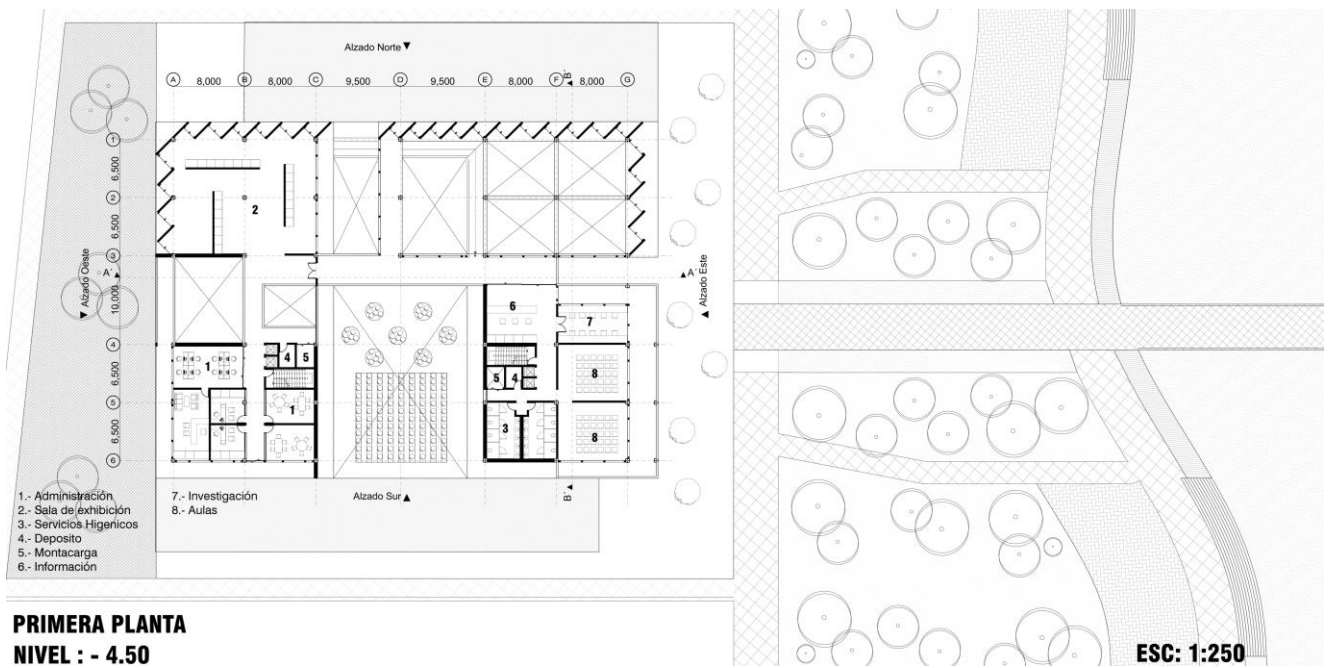 Alzado Norte
A B C D E F G
B´
8,000 8,000 9,500 9,500 8,000 8,000
1
6,500
2
6,500
3
10,000
4
6,500
5
6,500
6
Alzado Oeste
A´
A´
Alzado Este
2
6
7
1
4 5
8
5 4
1
3
8
B´
Alzado Sur
1.- Administración
2.- Sala de exhibición
3.- Servicios Higenicos
4.- Deposito
5.- Montacarga
6.- Información
7.- Investigación
8.- Aulas
PRIMERA PLANTA
NIVEL : - 4.50
ESC: 1:250